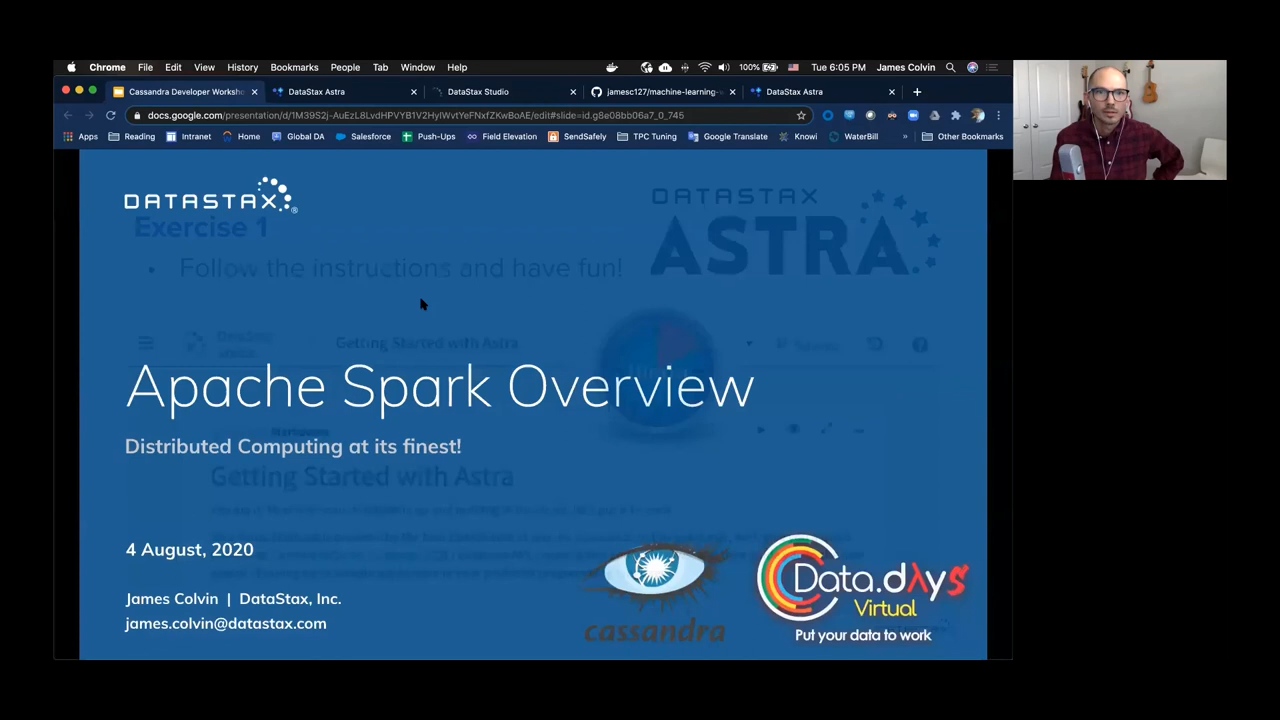 Chrome File Edit View History Bookmarks People Tab Window Help 100% Tue 6:05 PM James Colvin
Cassandra Developer Worksho DataStax Astra DataStax Studio jamesc127/machine-learning- DataStax Astra
docs.google.com/presentation/d/1M39S2j-AuEzL8LvdHPVYB1V2HyIWvtYeFNxfZKwBoAE/edit#slide=id.g8e08bb06a7_0_745
Apps Reading Intranet Home Global DA Salesforce Push-Ups Field Elevation SendSafely TPC Tuning Google Translate Knowi WaterBill » Other Bookmarks
DATASTAX
DATASTAX
ASTRA
Exercise 1
• Follow the instructions and have fun!
Getting Started with Astra
Apache Spark Overview
Distributed Computing at its finest!
Getting Started with Astra
4 August, 2020
James Colvin | DataStax, Inc.
james.colvin@datastax.com
cassandra
Data.dAys
Virtual
Put your data to work